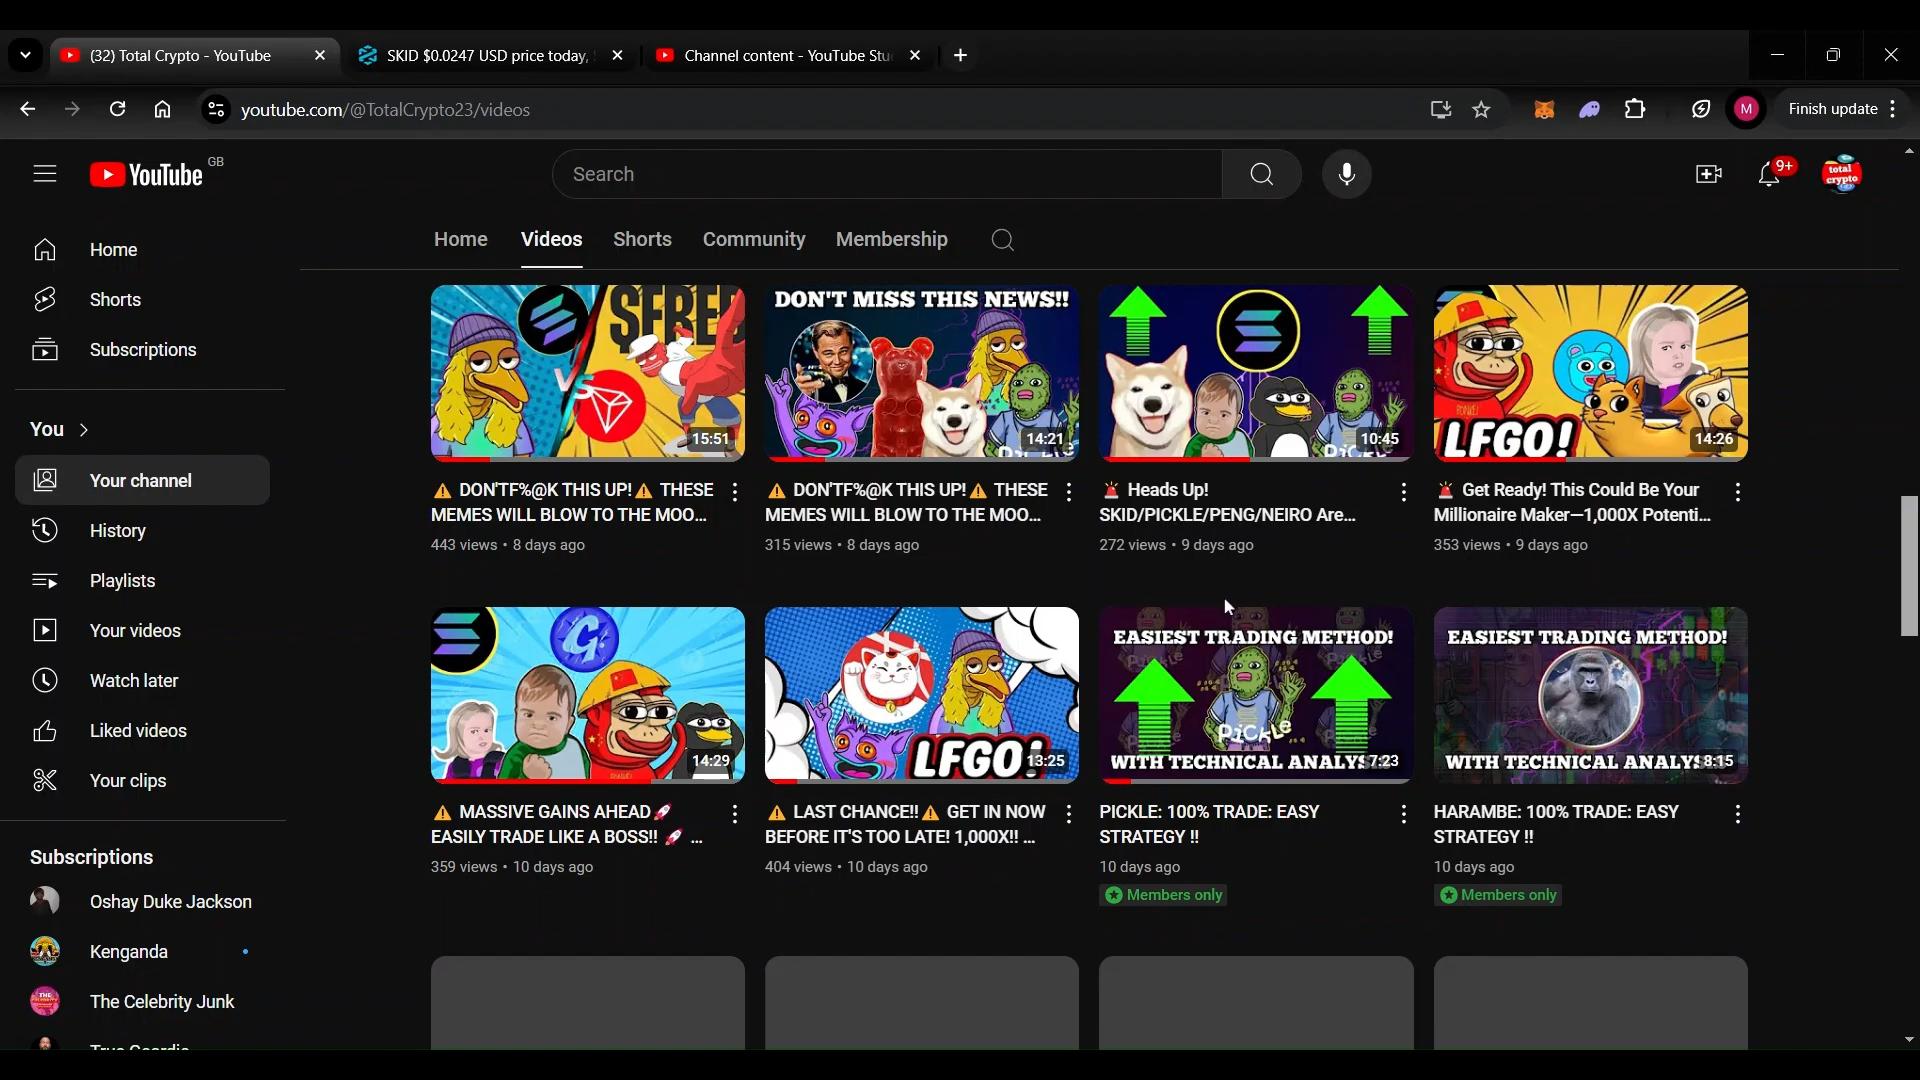 (32) Total Crypto - YouTube
SKID $0.0247 USD price today,
Channel content - YouTube Stu
youtube.com/@TotalCrypto23/videos
M
Finish update
YouTube GB
Search
9+
total
crypto
Home
Videos
Shorts
Community
Membership
Home
Shorts
Subscriptions
You
Your channel
History
Playlists
Your videos
Watch later
Liked videos
Your clips
Subscriptions
Oshay Duke Jackson
Kenganda
The Celebrity Junk
True Geordie
VS
15:51
⚠ DON'TF%@K THIS UP!⚠ THESE
MEMES WILL BLOW TO THE MOO...
443 views • 8 days ago
DON'T MISS THIS NEWS!!
14:21
⚠ DON'TF%@K THIS UP!⚠ THESE
MEMES WILL BLOW TO THE MOO...
315 views • 8 days ago
PICKLE
10:45
🚨 Heads Up!
SKID/PICKLE/PENG/NEIRO Are...
272 views • 9 days ago
LFGO!
14:26
🚨 Get Ready! This Could Be Your
Millionaire Maker—1,000X Potenti...
353 views • 9 days ago
14:29
⚠ MASSIVE GAINS AHEAD🚀
EASILY TRADE LIKE A BOSS!! 🚀 ...
359 views • 10 days ago
LFGO!
13:25
⚠ LAST CHANCE!!⚠ GET IN NOW
BEFORE IT'S TOO LATE! 1,000X!! ...
404 views • 10 days ago
EASIEST TRADING METHOD!
PICKLE
WITH TECHNICAL ANALYS
7:23
PICKLE: 100% TRADE: EASY
STRATEGY !!
10 days ago
Members only
EASIEST TRADING METHOD!
WITH TECHNICAL ANALYS
8:15
HARAMBE: 100% TRADE: EASY
STRATEGY !!
10 days ago
Members only